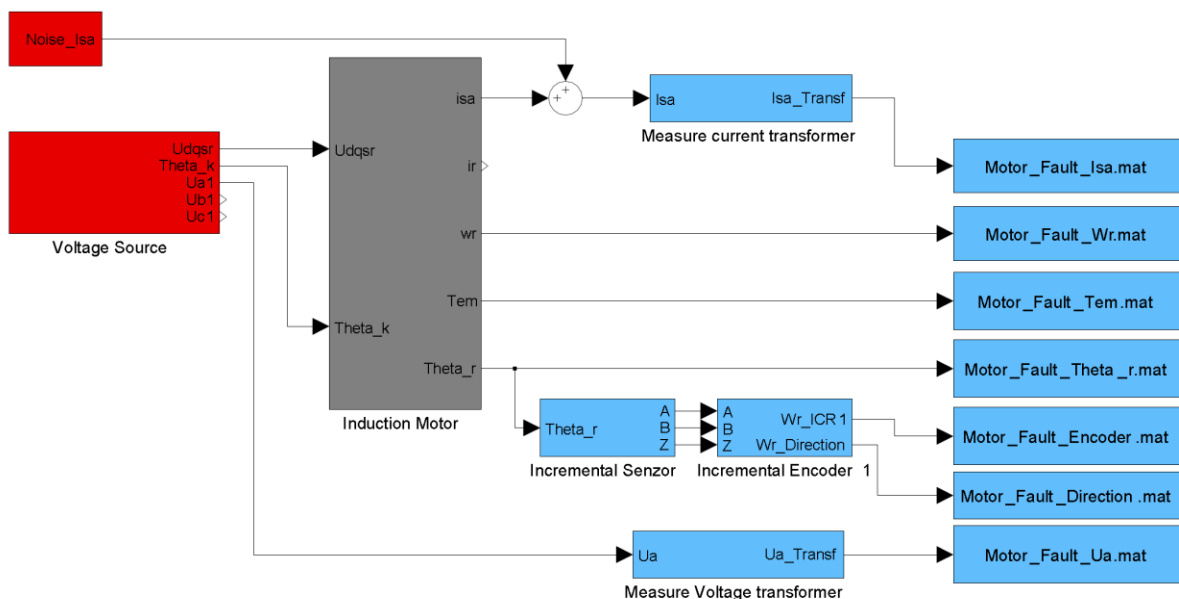 Noise_Isa
Udqsr
Theta_k
Ua1
Ub1
Uc1
Voltage Source
Udqsr
Theta_k
isa
ir
wr
Tem
Theta_r
Induction Motor
+
+
Isa
Isa_Transf
Measure current transformer
Theta_r
A
B
Z
Incremental Senzor
A
B
Z
Wr_ICR 1
Wr_Direction
Incremental Encoder 1
Ua
Ua_Transf
Measure Voltage transformer
Motor_Fault_Isa.mat
Motor_Fault_Wr.mat
Motor_Fault_Tem.mat
Motor_Fault_Theta_r.mat
Motor_Fault_Encoder .mat
Motor_Fault_Direction .mat
Motor_Fault_Ua.mat